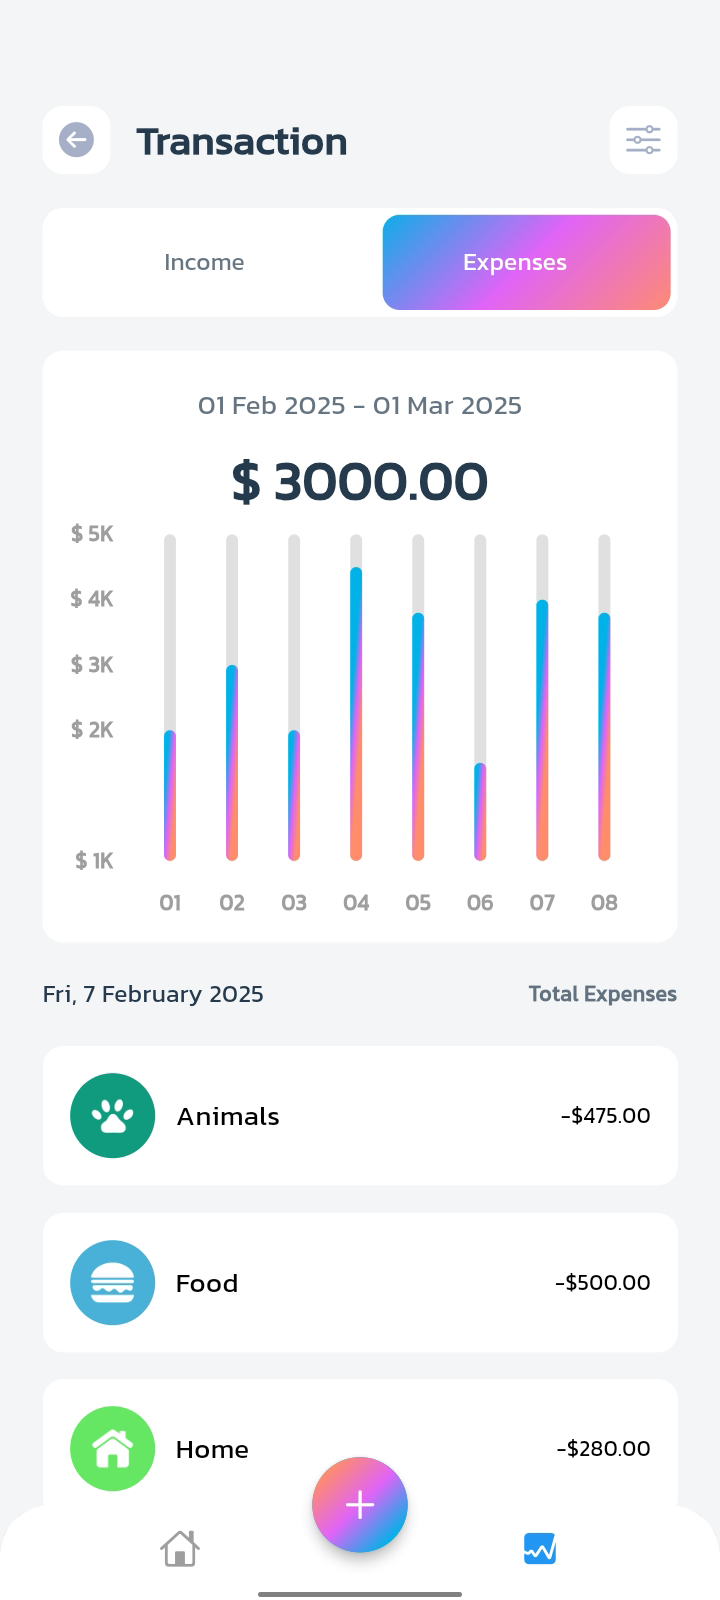 Transaction
Income
Expenses
01 Feb 2025 - 01 Mar 2025
$ 3000.00
$ 5K
$ 4K
$ 3K
$ 2K
$ 1K
01 02 03 04 05 06 07 08
Fri, 7 February 2025
Total Expenses
Animals
-$475.00
Food
-$500.00
Home
-$280.00